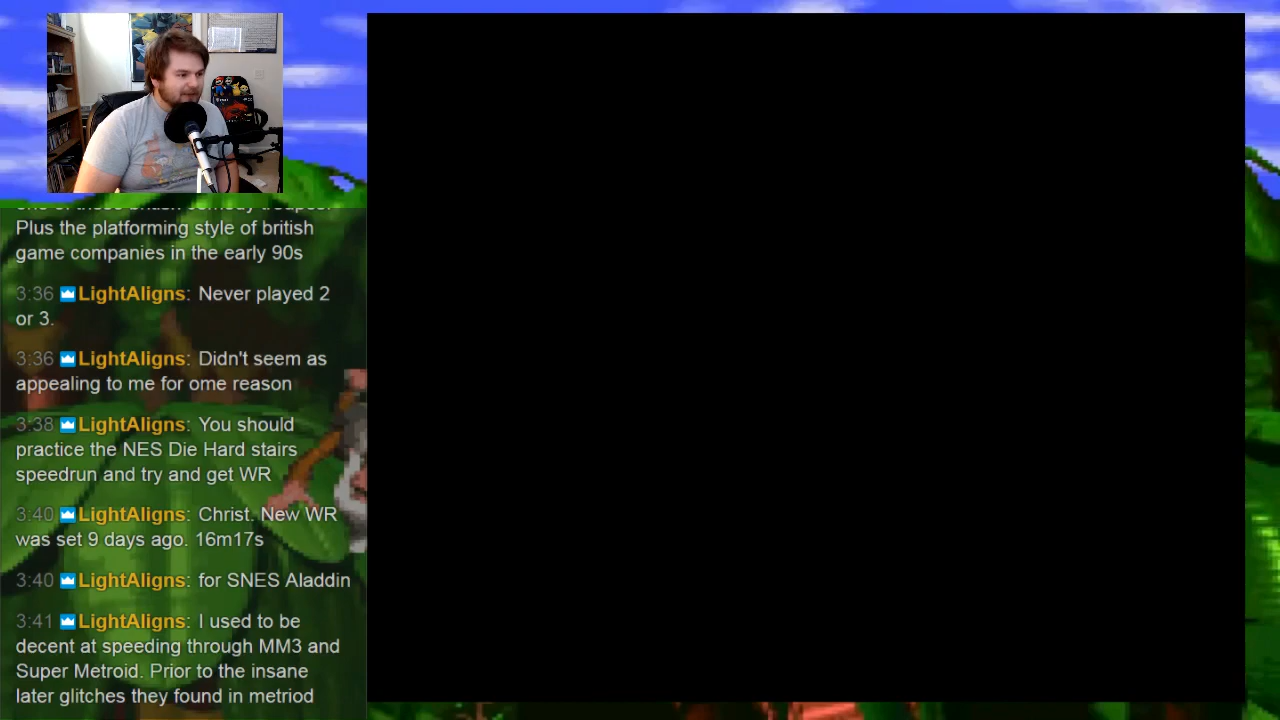 Plus the platforming style of british
game companies in the early 90s
3:36 LightAligns: Never played 2
or 3.
3:36 LightAligns: Didn't seem as
appealing to me for ome reason
3:38 LightAligns: You should
practice the NES Die Hard stairs
speedrun and try and get WR
3:40 LightAligns: Christ. New WR
was set 9 days ago. 16m17s
3:40 LightAligns: for SNES Aladdin
3:41 LightAligns: I used to be
decent at speeding through MM3 and
Super Metroid. Prior to the insane
later glitches they found in metriod